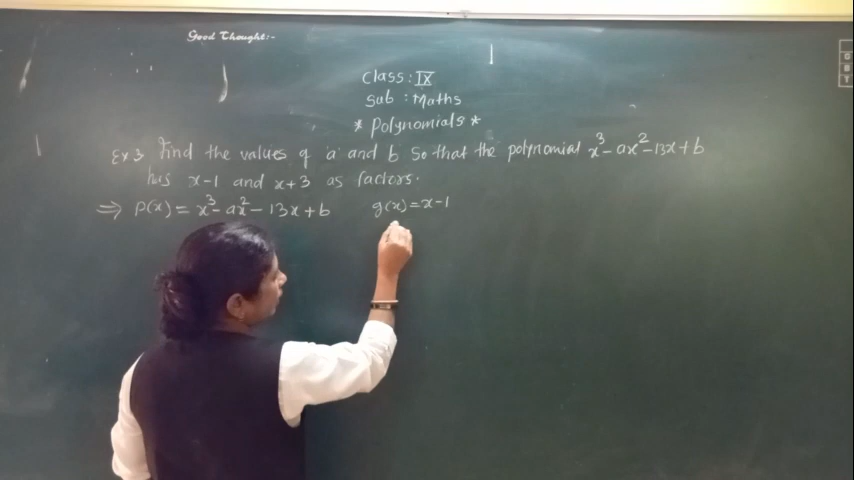 Good Thought:-
Class: IX
Sub : Maths
* Polynomials *
Ex 3 Find the values of a and b so that the polynomial x³-ax²-13x+b
has x-1 and x+3 as factors.
⇒ P(x) = x³-ax²-13x+b g(x)=x-1
G
B
T